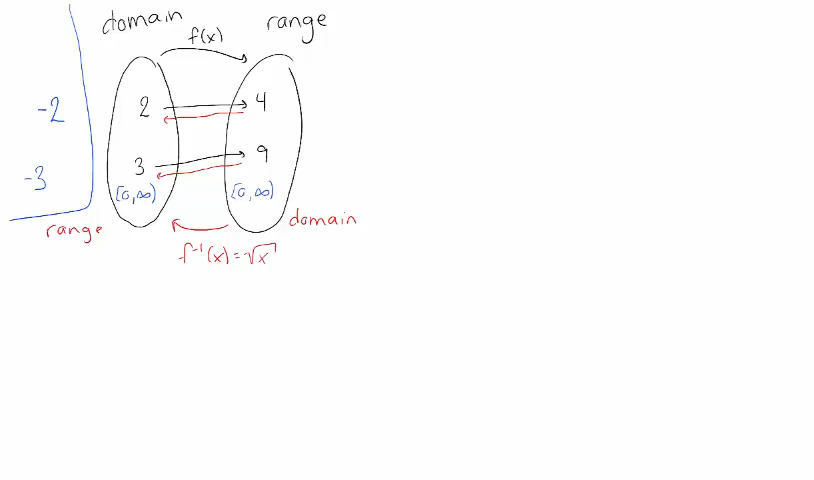 domain range
f(x)
-2 2 4
-3 3 9
[0,∞) [0,∞)
range domain
f⁻¹(x)=√x